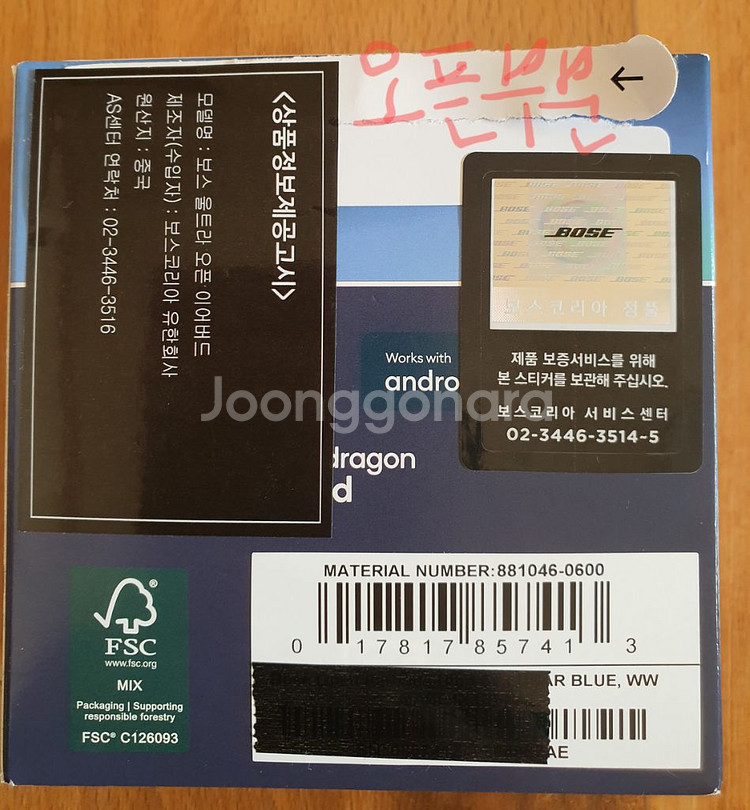 오픈부분
←
<상품정보제공고시>
모델명 : 보스 울트라 오픈 이어버드
제조자(수입자) : 보스코리아 유한회사
원산지 : 중국
AS센터 연락처 : 02-3446-3516
BOSE
보스코리아 정품
제품 보증서비스를 위해
본 스티커를 보관해 주십시오.
보스코리아 서비스센터
02-3446-3514~5
Works with
andro
Joonggonara
dragon
d
MATERIAL NUMBER:881046-0600
0 17817 85741 3
AR BLUE, WW
AE
FSC®
www.fsc.org
MIX
Packaging | Supporting
responsible forestry
FSC® C126093